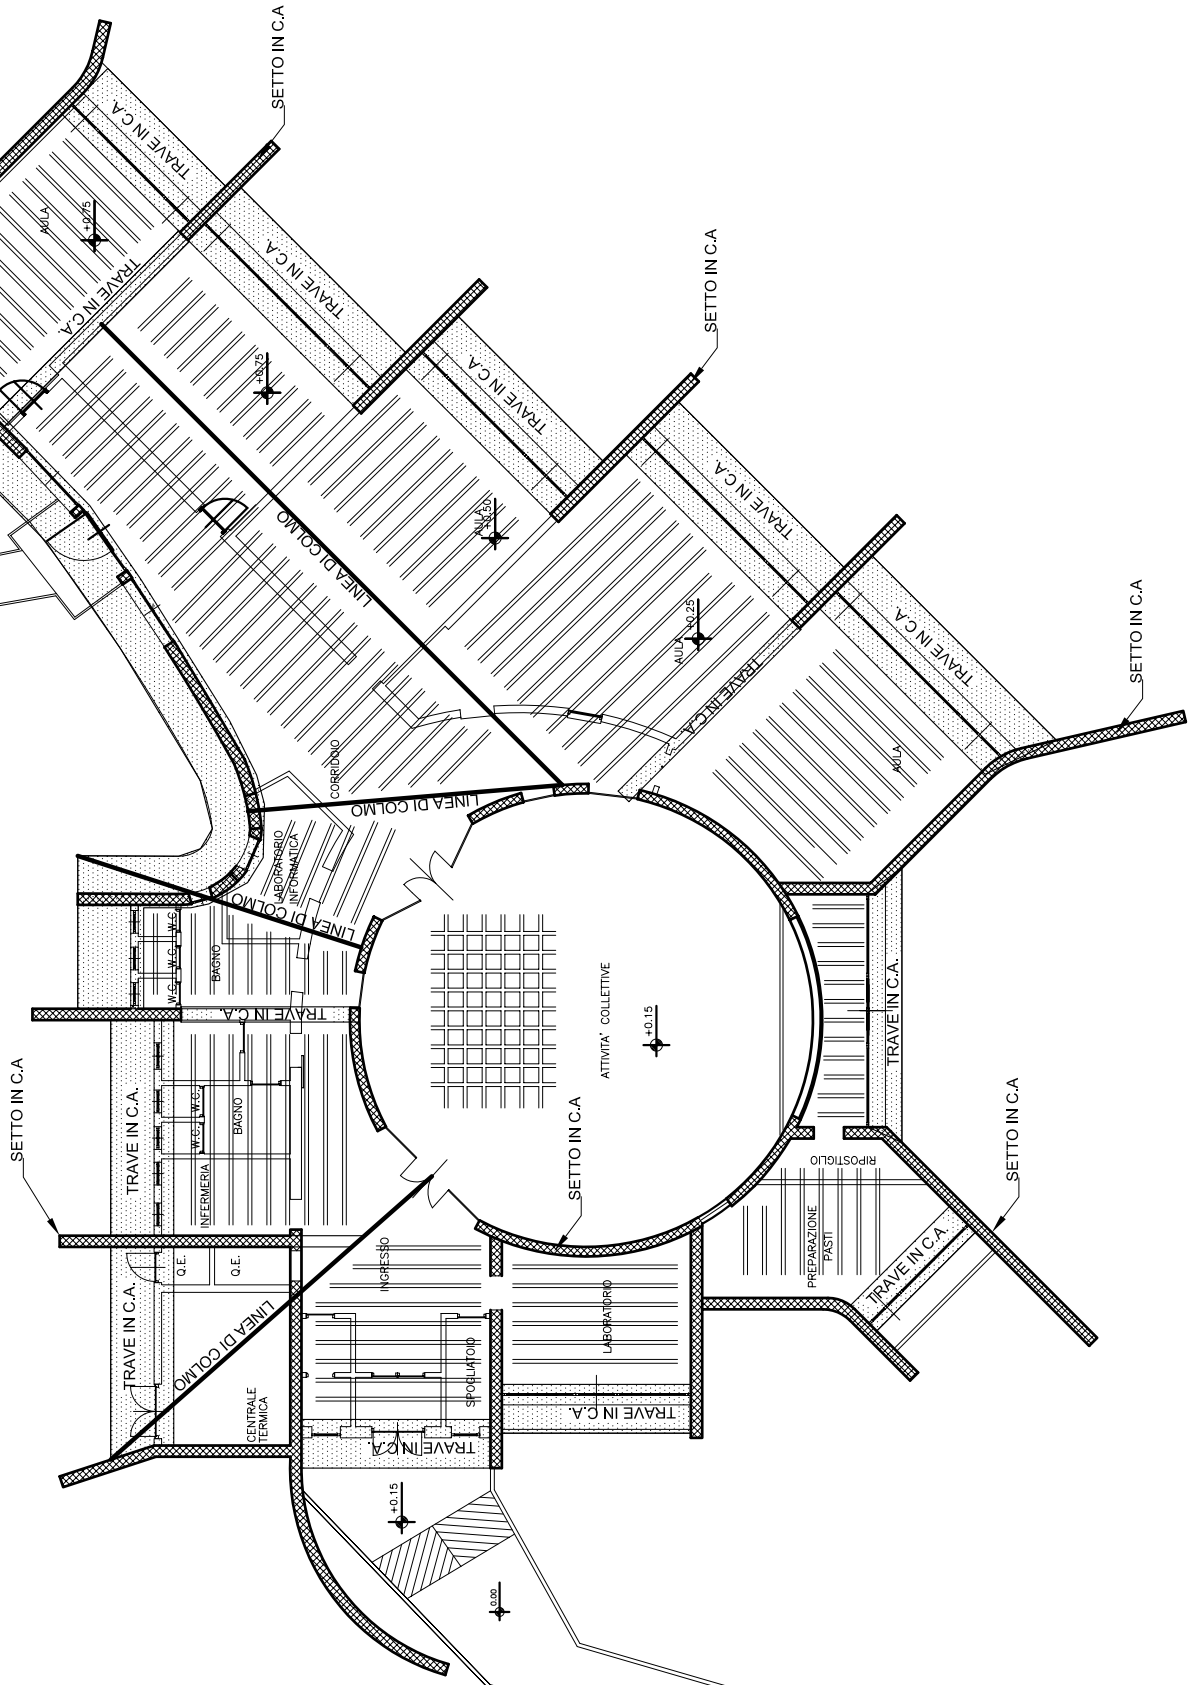 SETTO IN C.A
TRAVE IN C.A.
AULA
+0.75
TRAVE IN C.A.
TRAVE IN C.A.
+0.75
SETTO IN C.A
TRAVE IN C.A
LINEA DI COLMO
AULA
+0.50
TRAVE IN C.A
AULA
+0.25
TRAVE IN C.A
TRAVE IN C.A
SETTO IN C.A
AULA
CORRIDOIO
LINEA DI COLMO
LABORATORIO
INFORMATICA
LINEA DI COLMO
W.C.
W.C.
W.C.
BAGNO
TRAVE IN C.A.
ATTIVITA' COLLETTIVE
+0.15
TRAVE IN C.A.
SETTO IN C.A
TRAVE IN C.A.
W.C.
W.C.
BAGNO
INFERMERIA
SETTO IN C.A
RIPOSTIGLIO
SETTO IN C.A
PREPARAZIONE
PASTI
TRAVE IN C.A.
Q.E.
Q.E.
INGRESSO
TRAVE IN C.A.
LINEA DI COLMO
LABORATORIO
SPOGLIATOIO
CENTRALE
TERMICA
TRAVE IN C.A.
TRAVE IN C.A.
+0.15
0.00